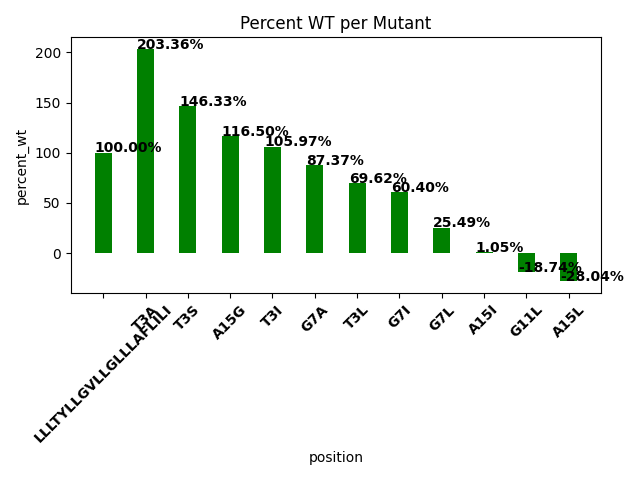 Percent WT per Mutant
percent_wt
200
150
100
50
0
100.00%
203.36%
146.33%
116.50%
105.97%
87.37%
69.62%
60.40%
25.49%
1.05%
-18.74%
-28.04%
LLLTYLLGVLLGLLLAFLILI
T3A
T3S
A15G
T3I
G7A
T3L
G7I
G7L
A15I
G11L
A15L
position